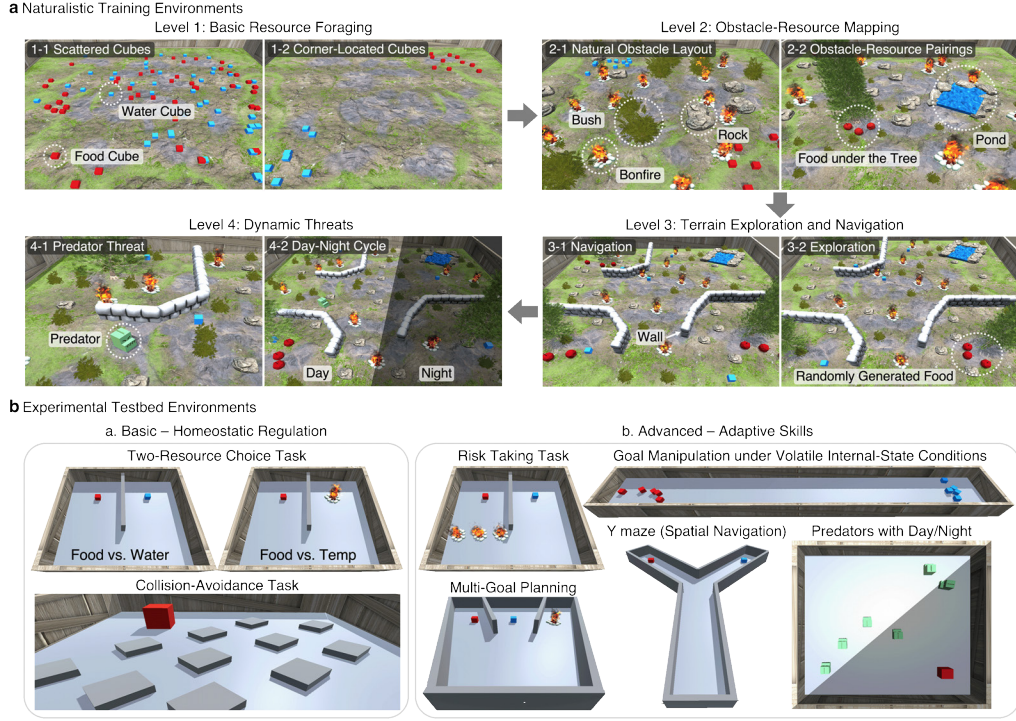 a Naturalistic Training Environments
Level 1: Basic Resource Foraging
1-1 Scattered Cubes
1-2 Corner-Located Cubes
Water Cube
Food Cube
Level 2: Obstacle-Resource Mapping
2-1 Natural Obstacle Layout
2-2 Obstacle-Resource Pairings
Bush
Rock
Bonfire
Food under the Tree
Pond
Level 4: Dynamic Threats
4-1 Predator Threat
4-2 Day-Night Cycle
Predator
Day
Night
Level 3: Terrain Exploration and Navigation
3-1 Navigation
3-2 Exploration
Wall
Randomly Generated Food
b Experimental Testbed Environments
a. Basic – Homeostatic Regulation
Two-Resource Choice Task
Food vs. Water
Food vs. Temp
Collision-Avoidance Task
b. Advanced – Adaptive Skills
Risk Taking Task
Goal Manipulation under Volatile Internal-State Conditions
Y maze (Spatial Navigation)
Predators with Day/Night
Multi-Goal Planning